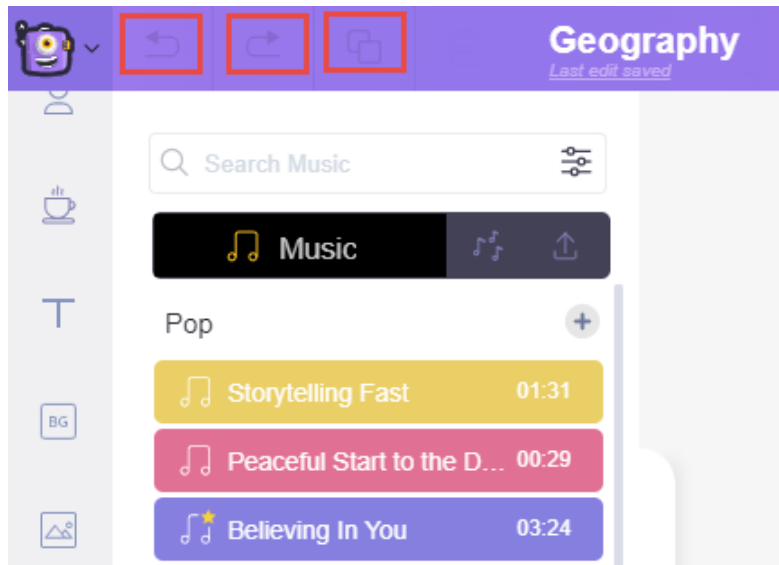 Geography
Last edit saved
Search Music
Music
Pop
Storytelling Fast 01:31
BG
Peaceful Start to the D... 00:29
Believing In You 03:24